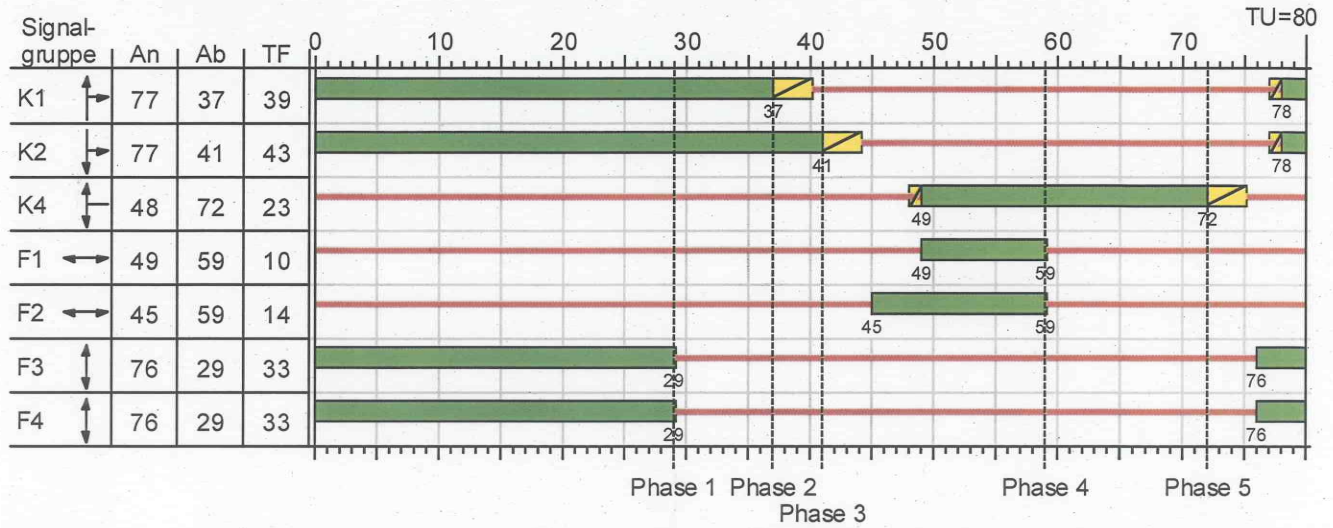 TU=80
Signal-
gruppe An Ab TF 0 10 20 30 40 50 60 70
K1 77 37 39
37 78
K2 77 41 43
41 78
K4 48 72 23
49 72
F1 49 59 10
49 59
F2 45 59 14
45 59
F3 76 29 33
29 76
F4 76 29 33
29 76
Phase 1 Phase 2 Phase 4 Phase 5
Phase 3